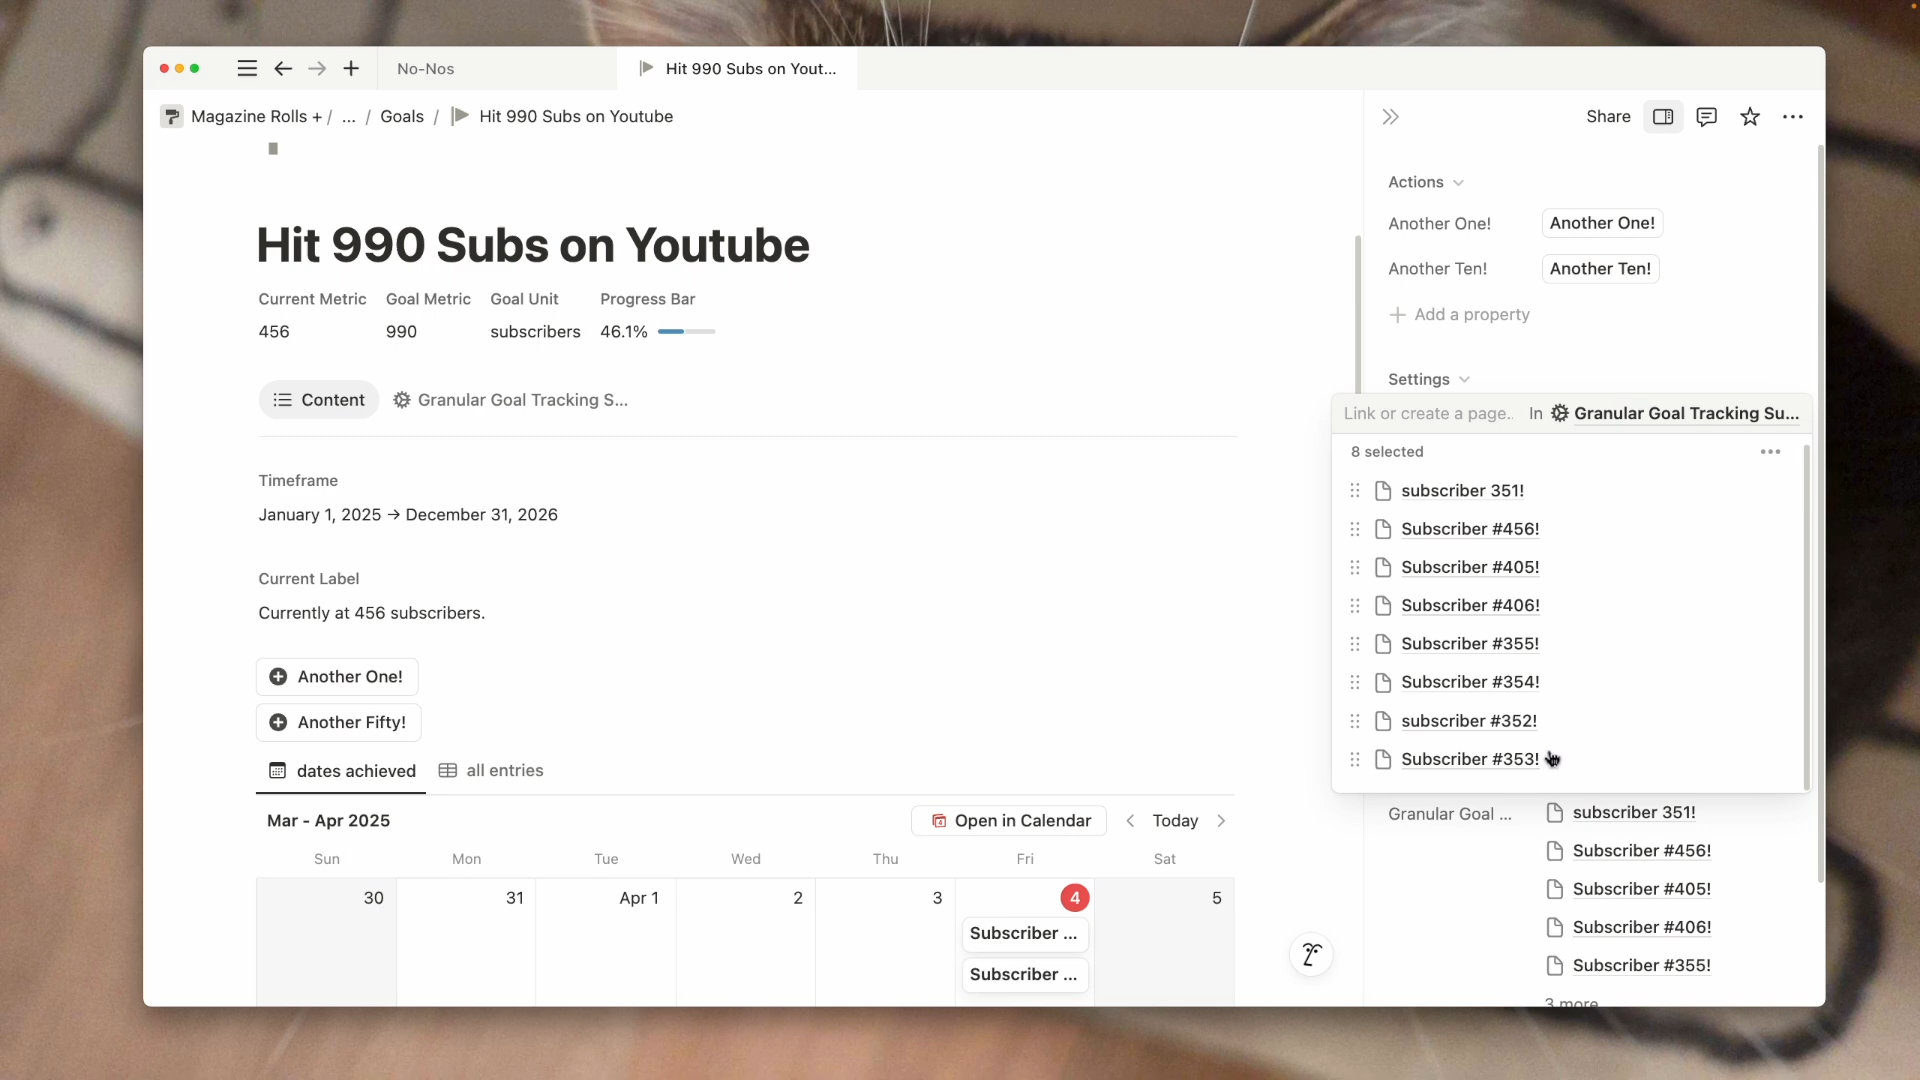 No-Nos
Hit 990 Subs on Yout...
Magazine Rolls + / ... / Goals / Hit 990 Subs on Youtube
Share
Hit 990 Subs on Youtube
Current Metric Goal Metric Goal Unit Progress Bar
456 990 subscribers 46.1%
Content Granular Goal Tracking S...
Timeframe
January 1, 2025 → December 31, 2026
Current Label
Currently at 456 subscribers.
Another One!
Another Fifty!
dates achieved all entries
Mar - Apr 2025 Open in Calendar Today
Sun Mon Tue Wed Thu Fri Sat
30 31 Apr 1 2 3 4 5
Subscriber ...
Subscriber ...
Actions
Another One! Another One!
Another Ten! Another Ten!
Add a property
Settings
Link or create a page... In Granular Goal Tracking Su...
8 selected
subscriber 351!
Subscriber #456!
Subscriber #405!
Subscriber #406!
Subscriber #355!
Subscriber #354!
subscriber #352!
Subscriber #353!
Granular Goal ... subscriber 351!
Subscriber #456!
Subscriber #405!
Subscriber #406!
Subscriber #355!
3 more